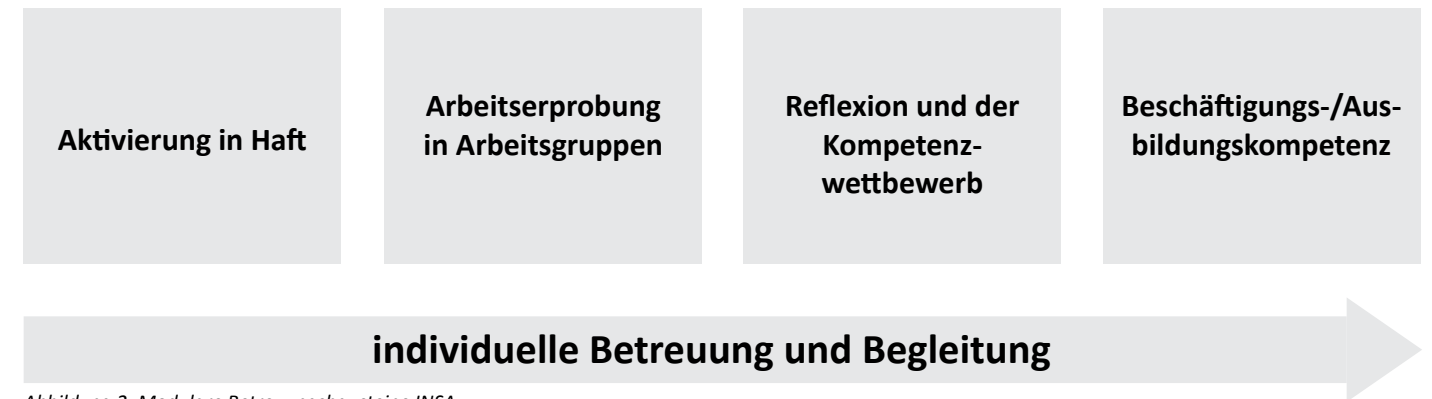 Aktivierung in Haft
Arbeitserprobung
in Arbeitsgruppen
Reflexion und der
Kompetenz-
wettbewerb
Beschäftigungs-/Aus-
bildungskompetenz
individuelle Betreuung und Begleitung